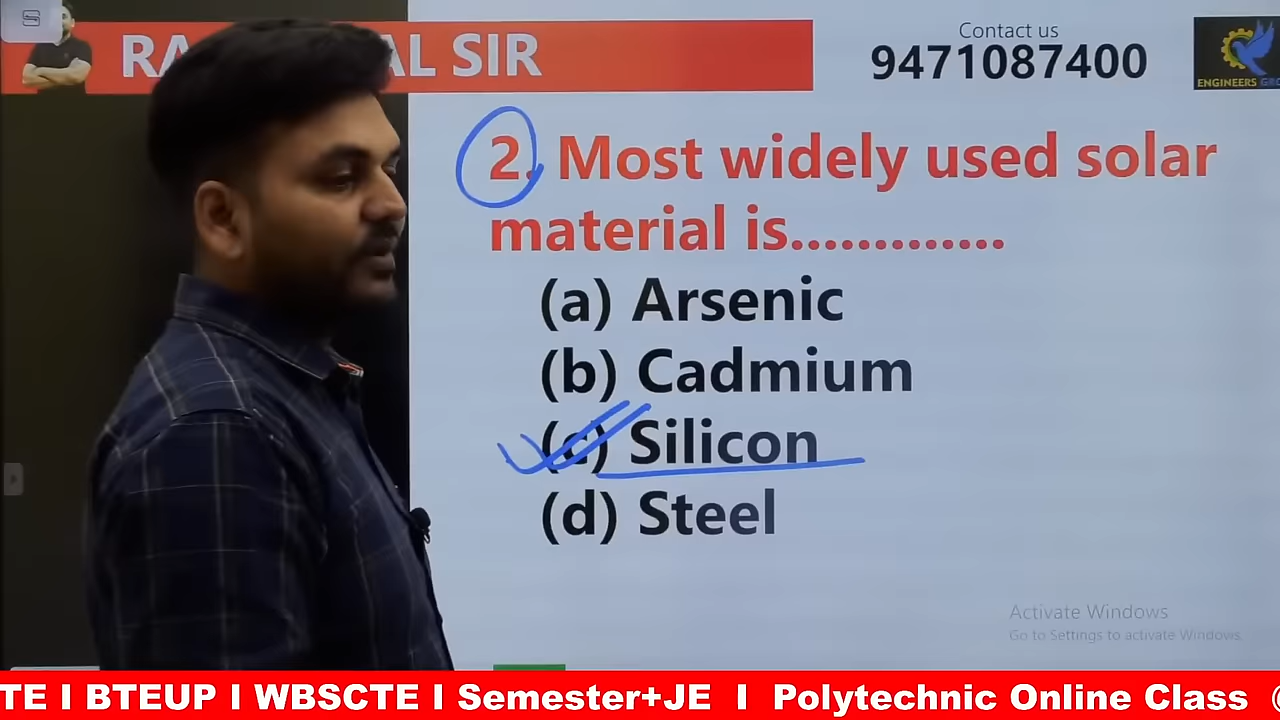 AL SIR
Contact us
9471087400
ENGINEERS
2. Most widely used solar
material is.............
(a) Arsenic
(b) Cadmium
(c) Silicon
(d) Steel
Activate Windows
Go to Settings to activate Windows.
TE I BTEUP I WBSCTE I Semester+JE I Polytechnic Online Class